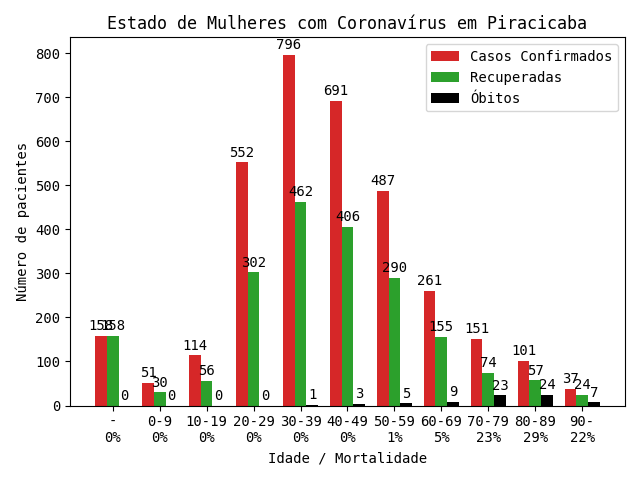 Estado de Mulheres com Coronavírus em Piracicaba
Casos Confirmados
Recuperadas
Óbitos
Número de pacientes
800
700
600
500
400
300
200
100
0
158 158 0
51 30 0
114 56 0
552 302 0
796 462 1
691 406 3
487 290 5
261 155 9
151 74 23
101 57 24
37 24 7
- 0-9 10-19 20-29 30-39 40-49 50-59 60-69 70-79 80-89 90-
0% 0% 0% 0% 0% 0% 1% 5% 23% 29% 22%
Idade / Mortalidade